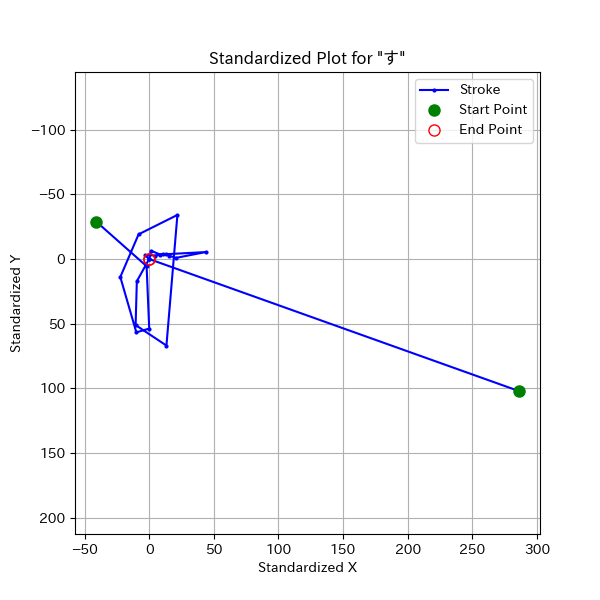 Standardized Plot for "す"
Stroke
Start Point
End Point
Standardized Y
−100
−50
0
50
100
150
200
−50 0 50 100 150 200 250 300
Standardized X